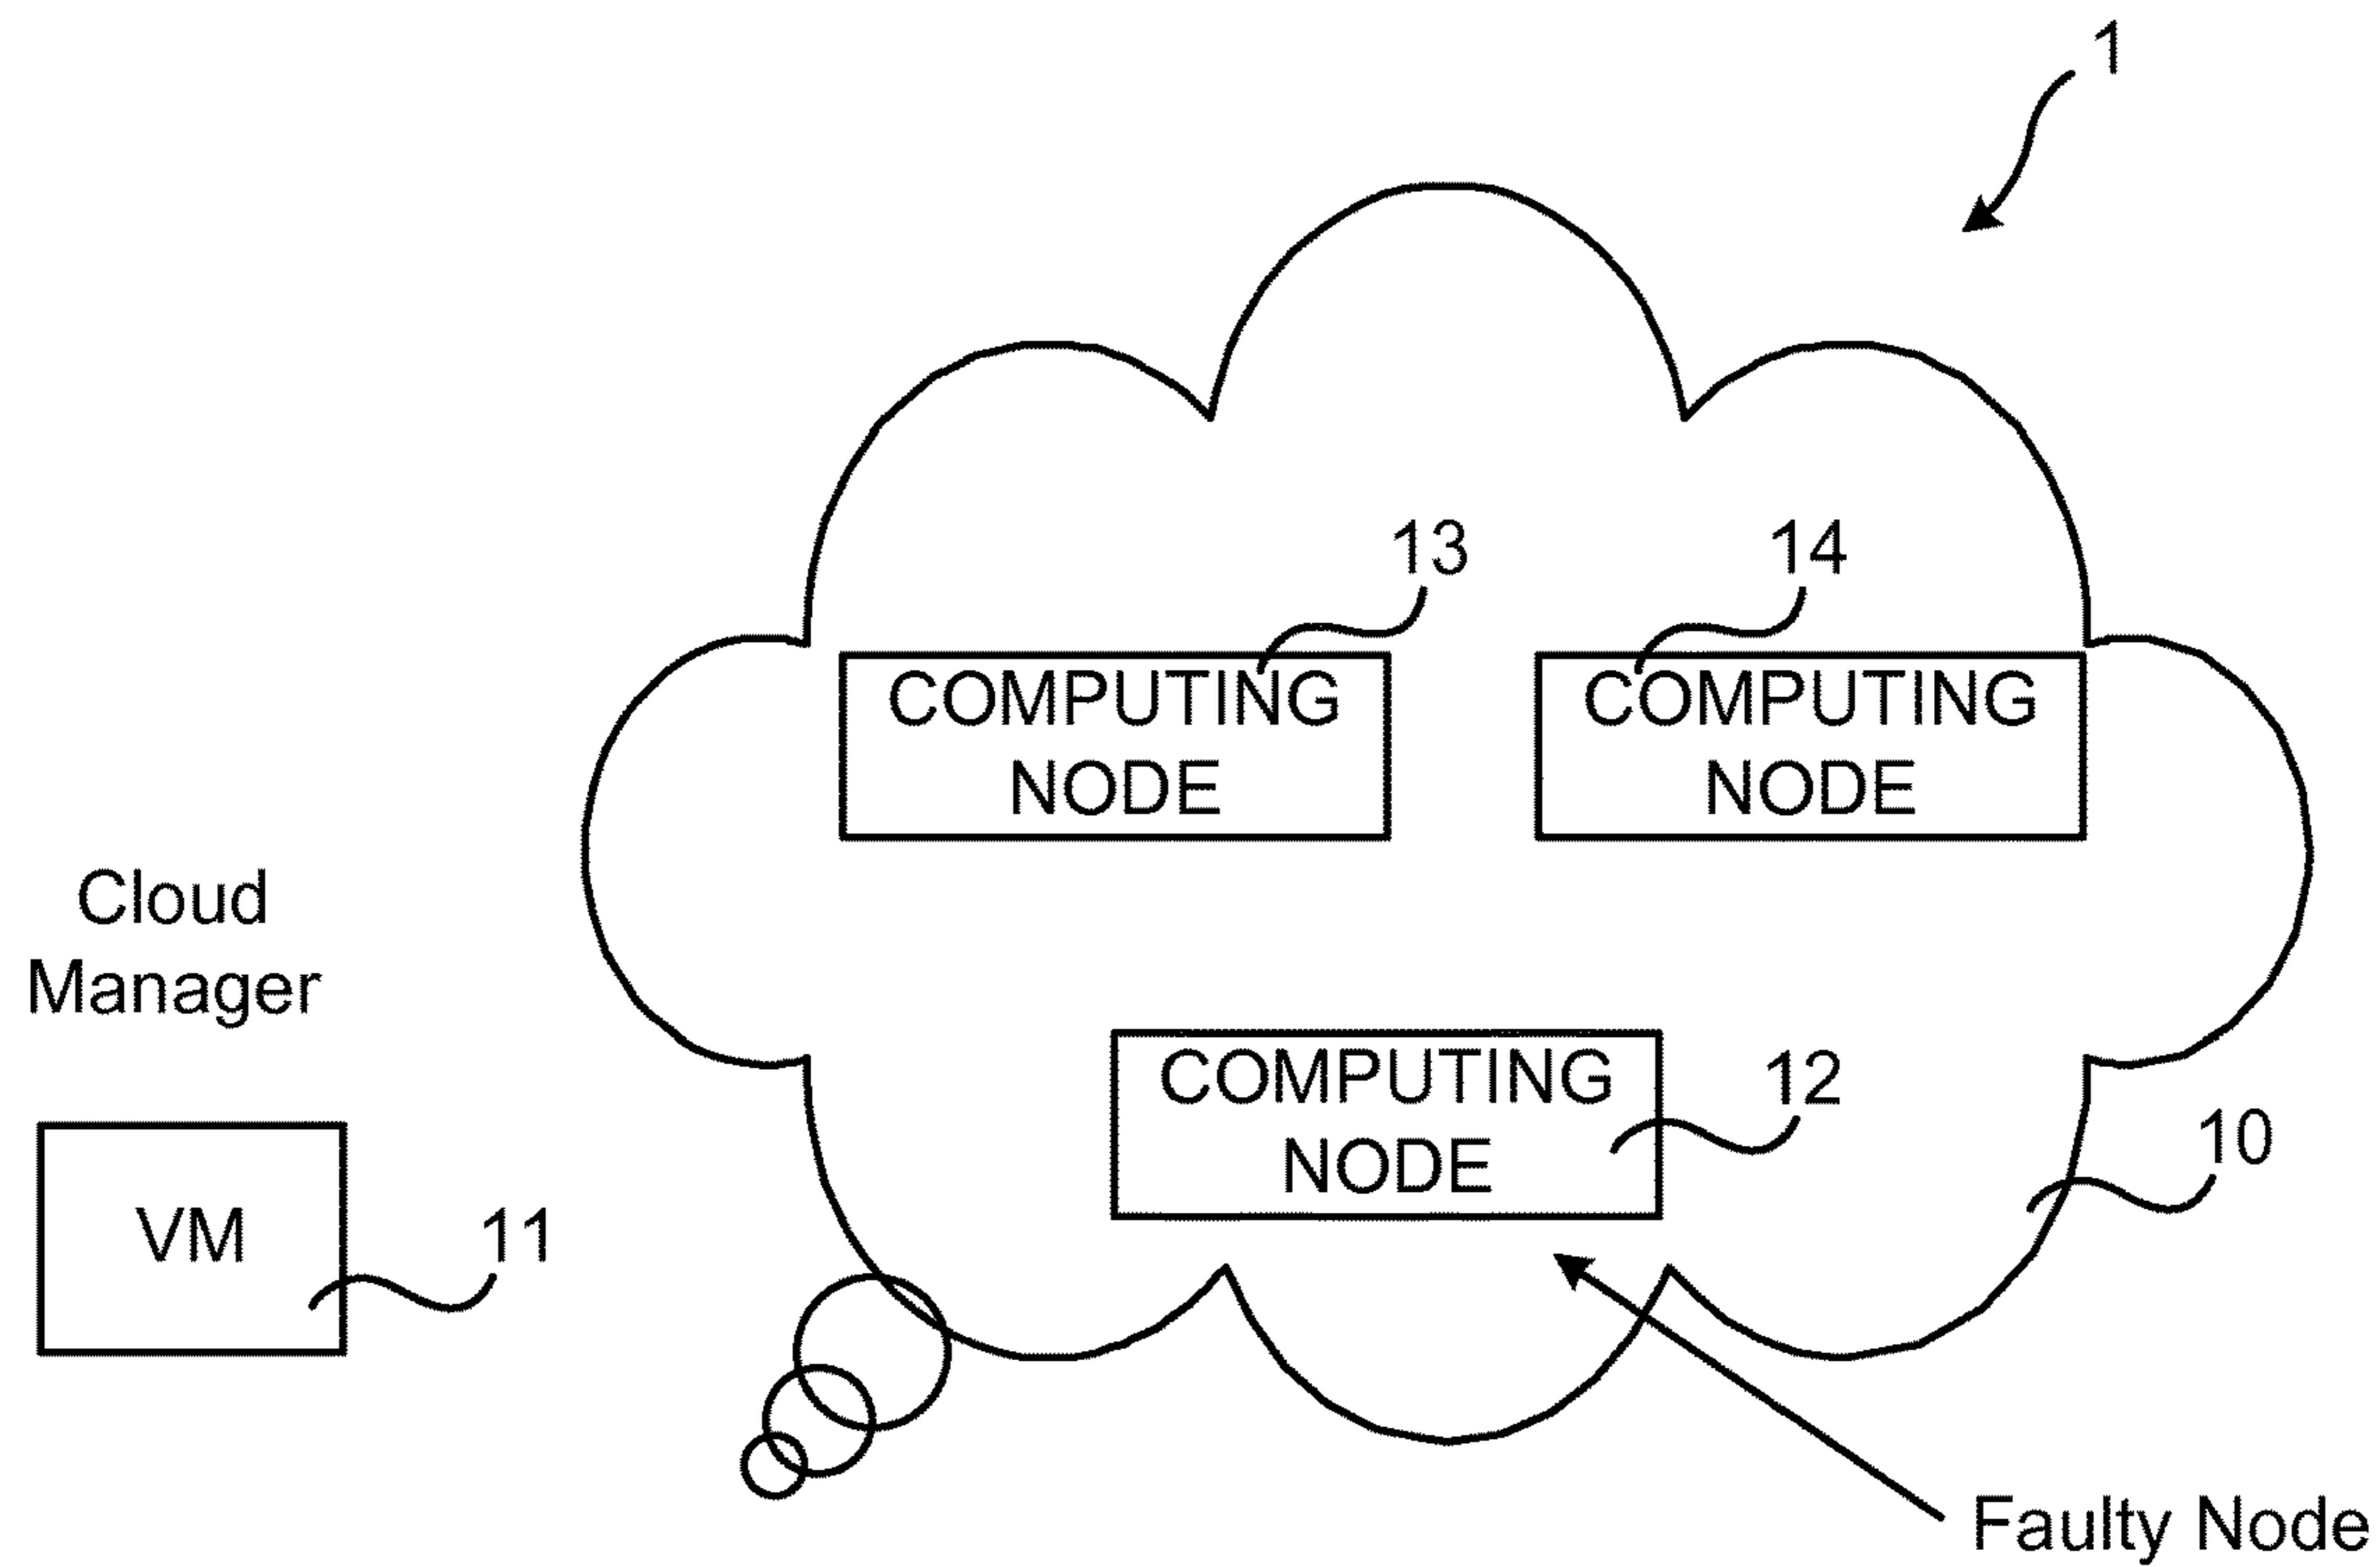 1
13
14
COMPUTING
NODE
COMPUTING
NODE
Cloud
Manager
COMPUTING
NODE
12
10
VM
11
Faulty Node